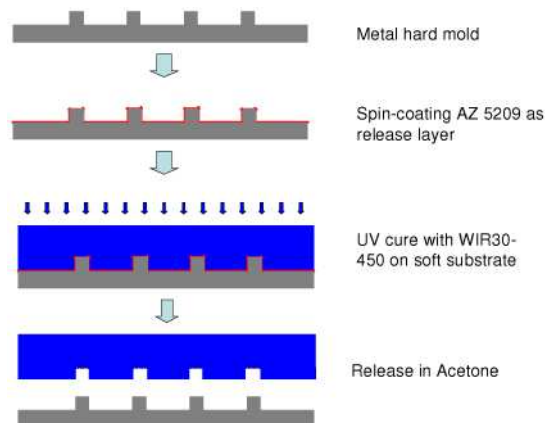 Metal hard mold
Spin-coating AZ 5209 as
release layer
UV cure with WIR30-
450 on soft substrate
Release in Acetone